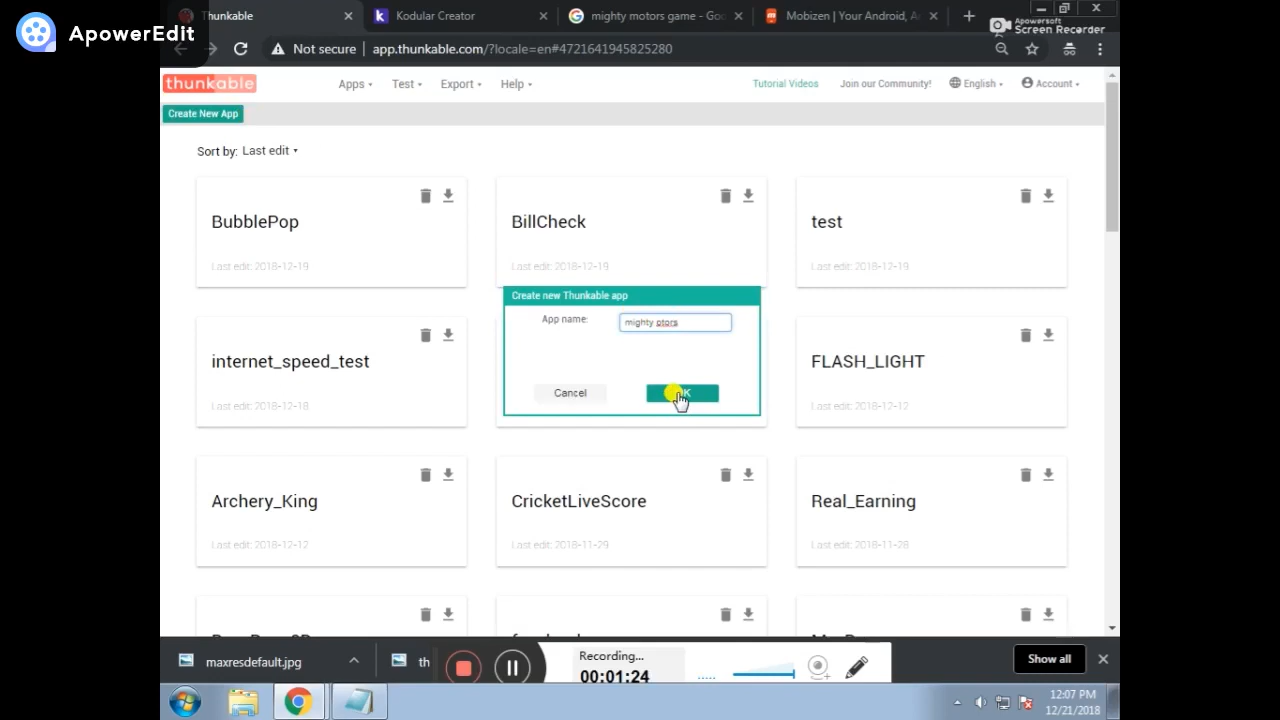 ApowerEdit
Thunkable
Kodular Creator
mighty motors game - Goo
Mobizen | Your Android, A
Apowersoft
Screen Recorder
Not secure | app.thunkable.com/?locale=en#4721641945825280
thunkable
Apps Test Export Help
Tutorial Videos Join our Community! English Account
Create New App
Sort by: Last edit
BubblePop
Last edit: 2018-12-19
BillCheck
Last edit: 2018-12-19
test
Last edit: 2018-12-19
Create new Thunkable app
App name: mighty otors
Cancel
internet_speed_test
Last edit: 2018-12-18
FLASH_LIGHT
Last edit: 2018-12-12
Archery_King
Last edit: 2018-12-12
CricketLiveScore
Last edit: 2018-11-29
Real_Earning
Last edit: 2018-11-28
maxresdefault.jpg
th
Recording...
00:01:24
Show all
12:07 PM
12/21/2018